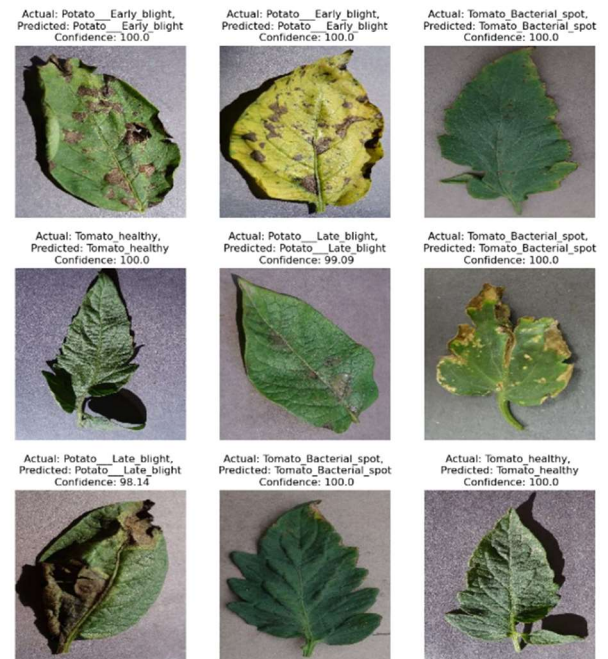 Actual: Potato___Early_blight,
Predicted: Potato___Early_blight
Confidence: 100.0
Actual: Potato___Early_blight,
Predicted: Potato___Early_blight
Confidence: 100.0
Actual: Tomato_Bacterial_spot,
Predicted: Tomato_Bacterial_spot
Confidence: 100.0
Actual: Tomato_healthy,
Predicted: Tomato_healthy
Confidence: 100.0
Actual: Potato___Late_blight,
Predicted: Potato___Late_blight
Confidence: 99.09
Actual: Tomato_Bacterial_spot,
Predicted: Tomato_Bacterial_spot
Confidence: 100.0
Actual: Potato___Late_blight,
Predicted: Potato___Late_blight
Confidence: 98.14
Actual: Tomato_Bacterial_spot,
Predicted: Tomato_Bacterial_spot
Confidence: 100.0
Actual: Tomato_healthy,
Predicted: Tomato_healthy
Confidence: 100.0